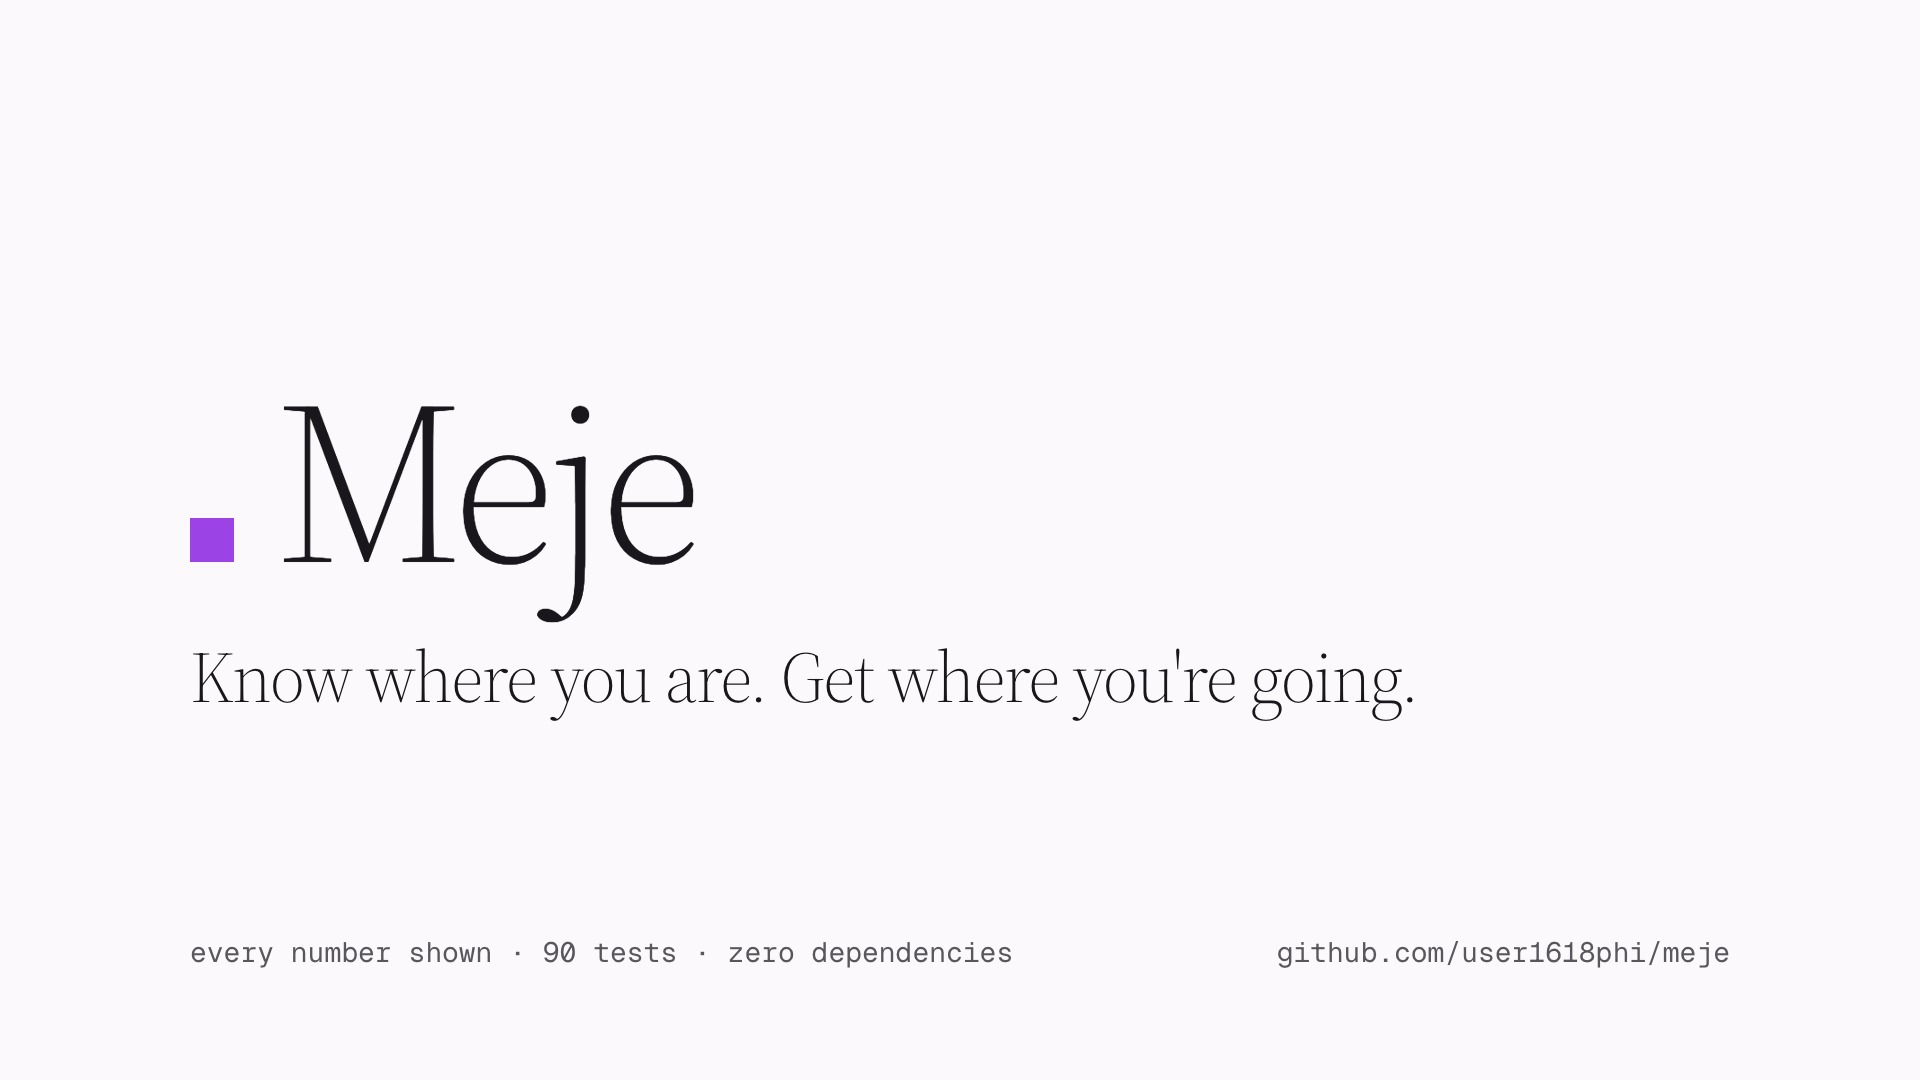 Meje
Know where you are. Get where you're going.
every number shown · 90 tests · zero dependencies
github.com/user1618phi/meje